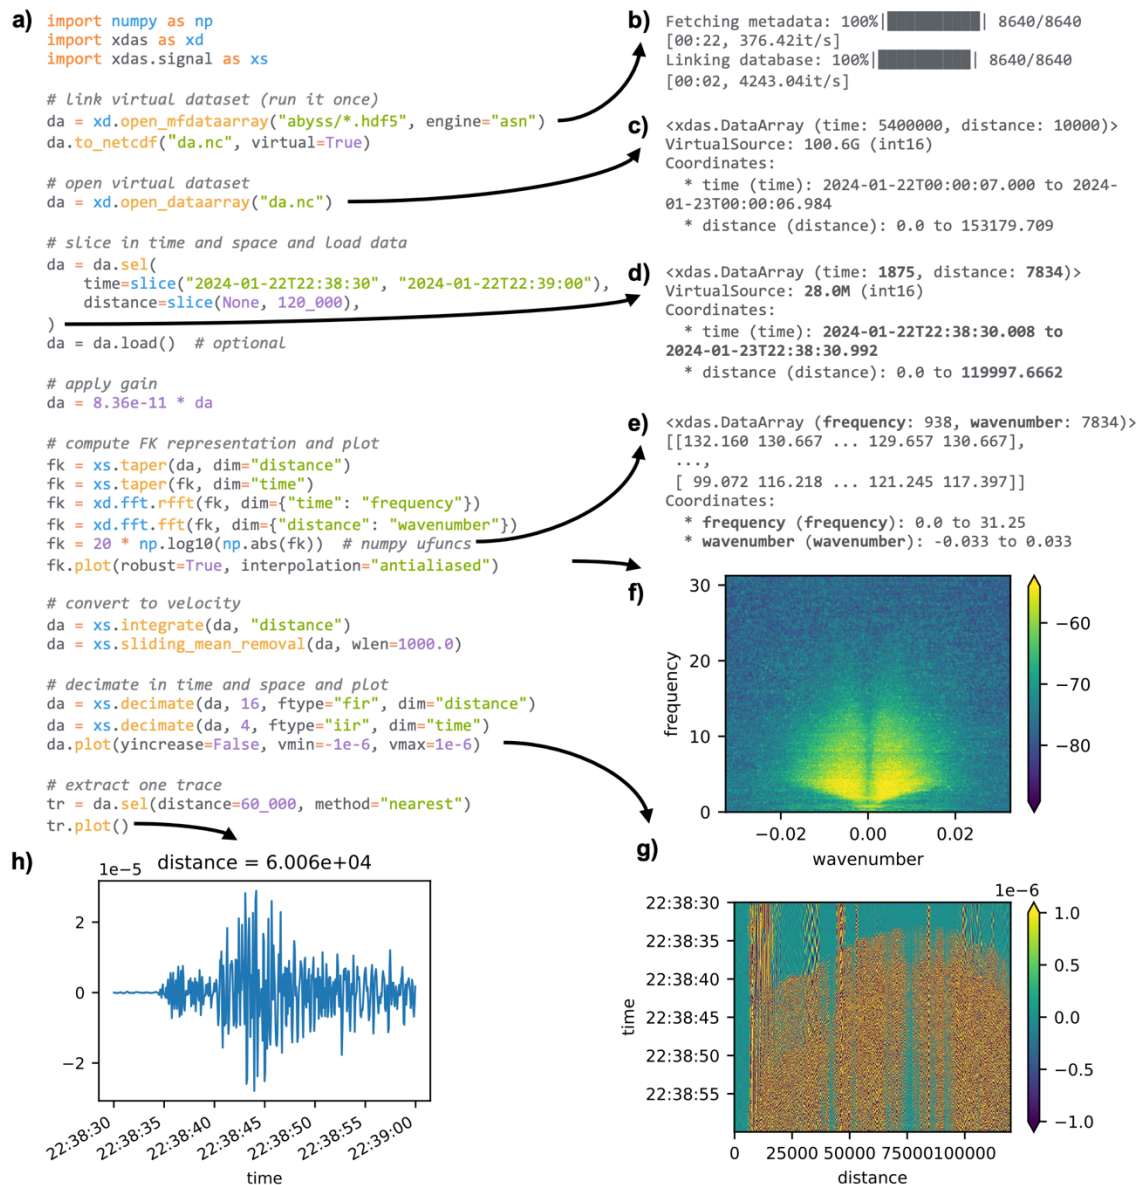 a)
import numpy as np
import xdas as xd
import xdas.signal as xs
# link virtual dataset (run it once)
da = xd.open_mfdataarray("abyss/*.hdf5", engine="asn")
da.to_netcdf("da.nc", virtual=True)
# open virtual dataset
da = xd.open_dataarray("da.nc")
# slice in time and space and load data
da = da.sel(
time=slice("2024-01-22T22:38:30", "2024-01-22T22:39:00"),
distance=slice(None, 120_000),
)
da = da.load()  # optional
# apply gain
da = 8.36e-11 * da
# compute FK representation and plot
fk = xs.taper(da, dim="distance")
fk = xs.taper(fk, dim="time")
fk = xd.fft.rfft(fk, dim={"time": "frequency"})
fk = xd.fft.fft(fk, dim={"distance": "wavenumber"})
fk = 20 * np.log10(np.abs(fk))  # numpy ufuncs
fk.plot(robust=True, interpolation="antialiased")
# convert to velocity
da = xs.integrate(da, "distance")
da = xs.sliding_mean_removal(da, wlen=1000.0)
# decimate in time and space and plot
da = xs.decimate(da, 16, ftype="fir", dim="distance")
da = xs.decimate(da, 4, ftype="iir", dim="time")
da.plot(yincrease=False, vmin=-1e-6, vmax=1e-6)
# extract one trace
tr = da.sel(distance=60_000, method="nearest")
tr.plot()
b)
Fetching metadata: 100%|██████████| 8640/8640
[00:22, 376.42it/s]
Linking database: 100%|██████████| 8640/8640
[00:02, 4243.04it/s]
c)
<xdas.DataArray (time: 5400000, distance: 10000)>
VirtualSource: 100.6G (int16)
Coordinates:
* time (time): 2024-01-22T00:00:07.000 to 2024-
01-23T00:00:06.984
* distance (distance): 0.0 to 153179.709
d)
<xdas.DataArray (time: 1875, distance: 7834)>
VirtualSource: 28.0M (int16)
Coordinates:
* time (time): 2024-01-22T22:38:30.008 to
2024-01-23T22:38:30.992
* distance (distance): 0.0 to 119997.6662
e)
<xdas.DataArray (frequency: 938, wavenumber: 7834)>
[[132.160 130.667 ... 129.657 130.667],
...,
[ 99.072 116.218 ... 121.245 117.397]]
Coordinates:
* frequency (frequency): 0.0 to 31.25
* wavenumber (wavenumber): -0.033 to 0.033
f)
30
20
10
0
frequency
−0.02 0.00 0.02
wavenumber
−60
−70
−80
g)
1e−6
22:38:30
22:38:35
22:38:40
22:38:45
22:38:50
22:38:55
time
0 25000 50000 75000 100000
distance
1.0
0.5
0.0
−0.5
−1.0
h)
1e−5
distance = 6.006e+04
2
0
−2
22:38:30 22:38:35 22:38:40 22:38:45 22:38:50 22:38:55 22:39:00
time